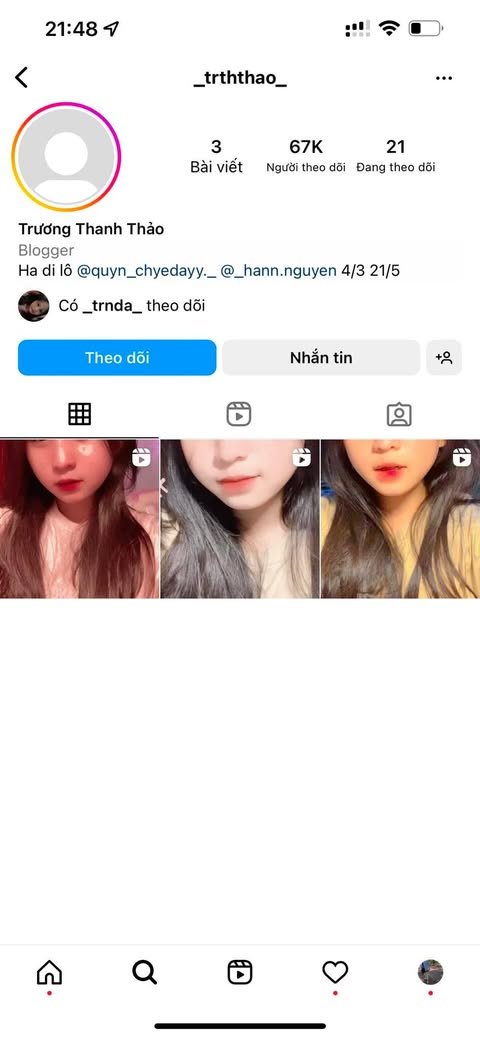 21:48
_trththao_
3 67K 21
Bài viết Người theo dõi Đang theo dõi
Trương Thanh Thảo
Blogger
Ha di lô @quyn_chyedayy._ @_hann.nguyen 4/3 21/5
Có _trnda_ theo dõi
Theo dõi Nhắn tin